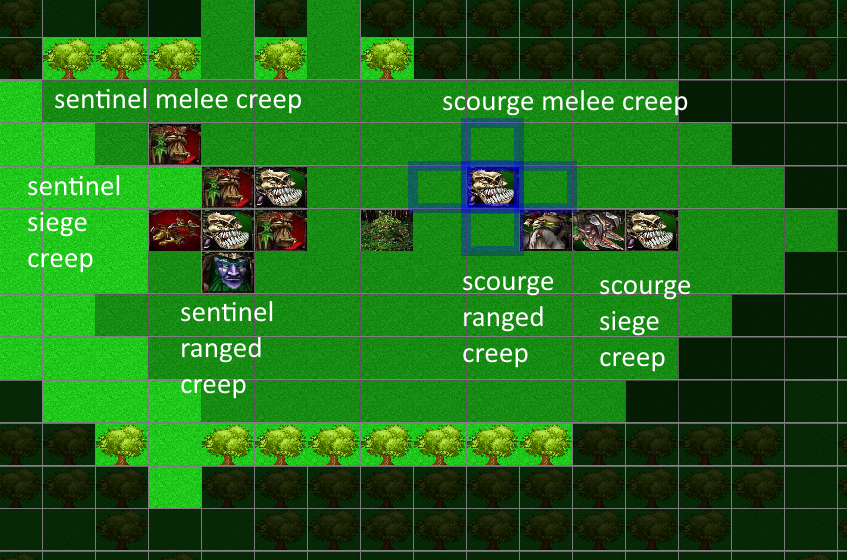 sentinel melee creep
scourge melee creep
sentinel
siege
creep
sentinel
ranged
creep
scourge
ranged
creep
scourge
siege
creep